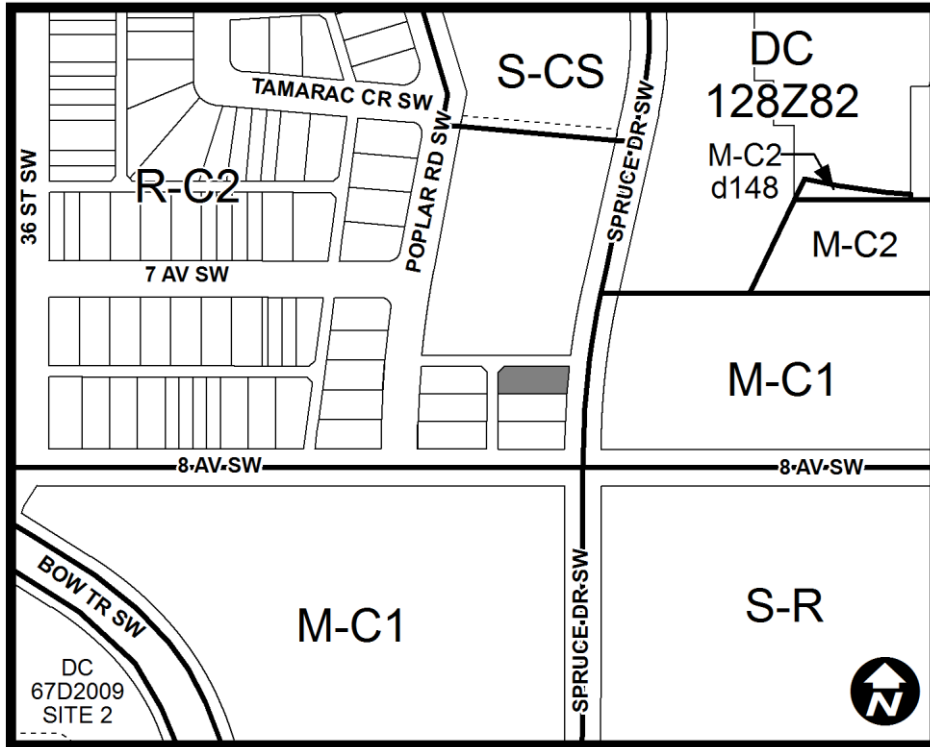 S-CS
DC
128Z82
TAMARAC CR SW
M-C2
d148
R-C2
36 ST SW
POPLAR RD SW
SPRUCE DR SW
M-C2
7 AV SW
M-C1
8 AV SW
8 AV SW
BOW TR SW
M-C1
SPRUCE DR SW
S-R
DC
67D2009
SITE 2
N